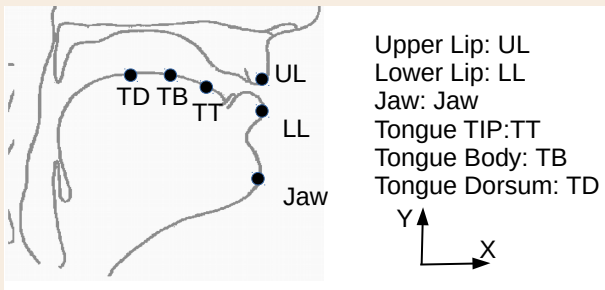 UL
TD TB
TT
LL
Jaw
Upper Lip: UL
Lower Lip: LL
Jaw: Jaw
Tongue TIP:TT
Tongue Body: TB
Tongue Dorsum: TD
Y
X